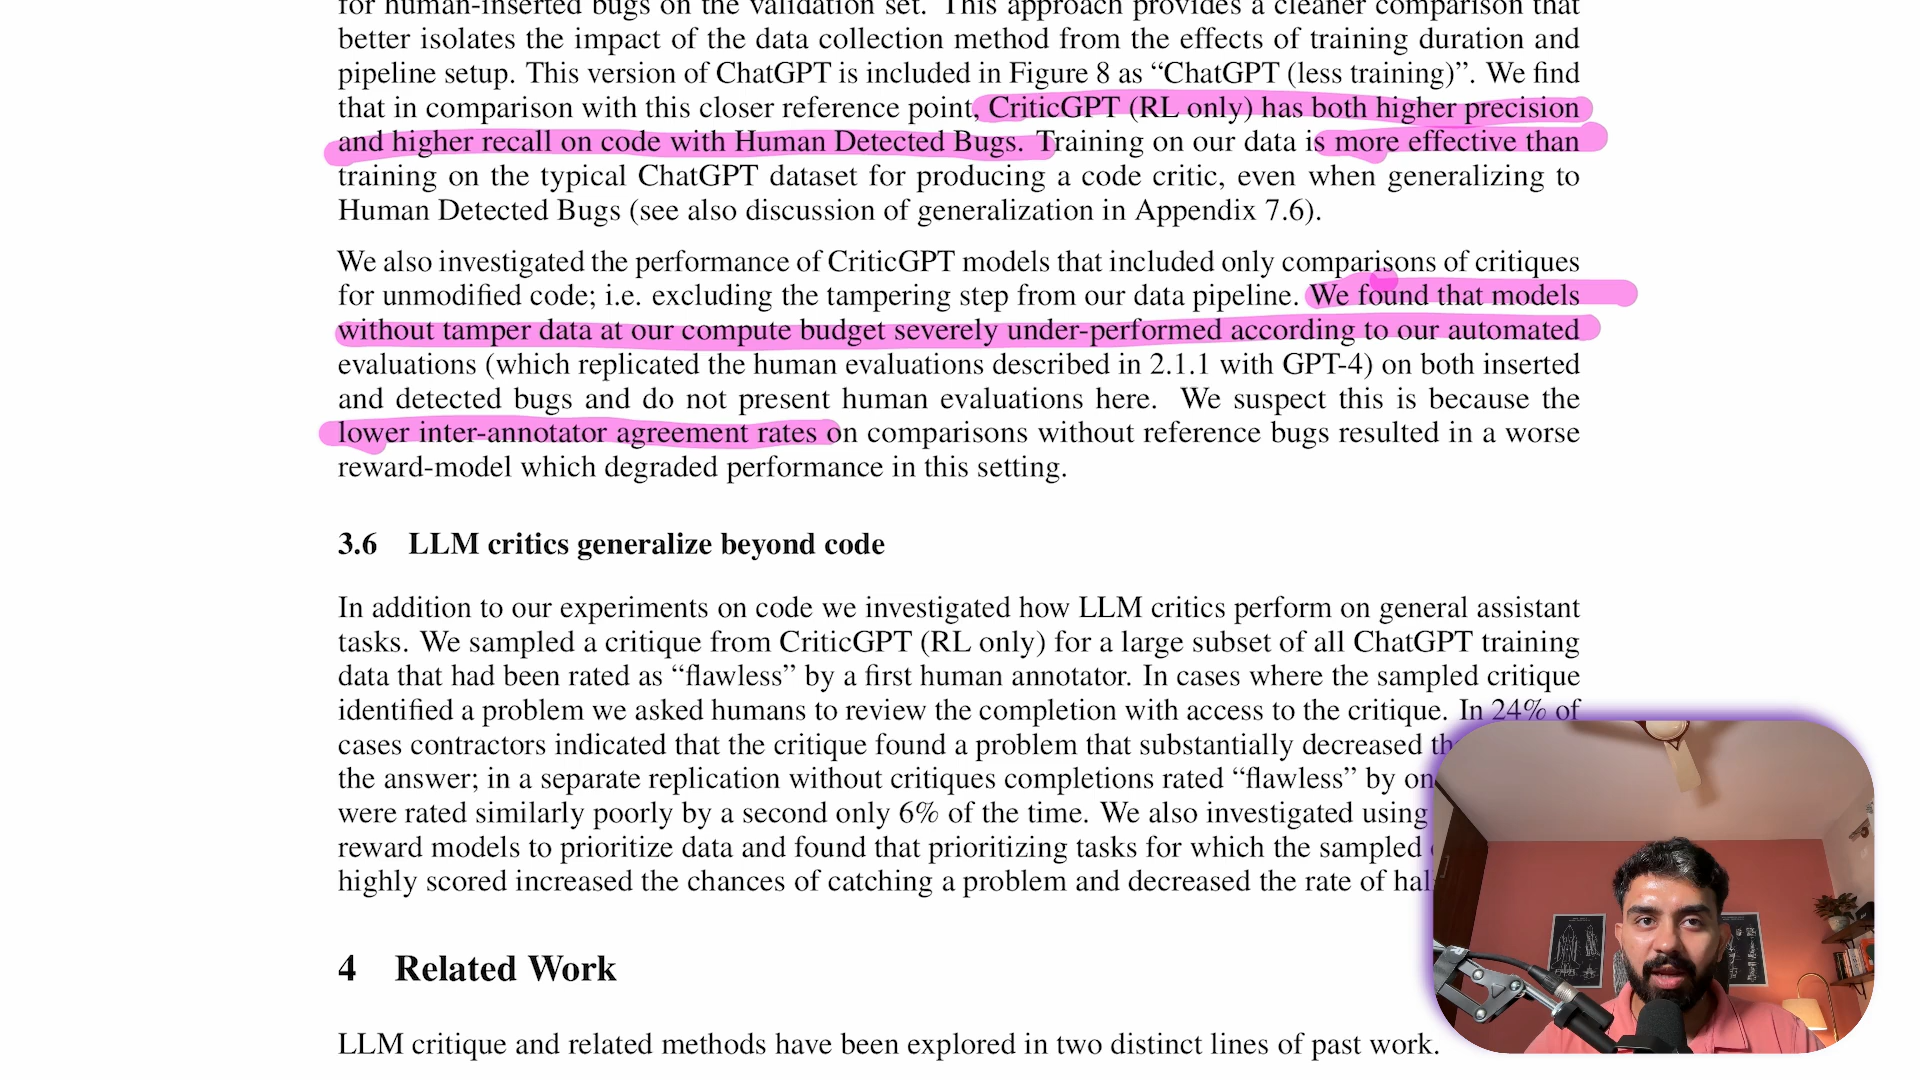 for human-inserted bugs on the validation set. This approach provides a cleaner comparison that
better isolates the impact of the data collection method from the effects of training duration and
pipeline setup. This version of ChatGPT is included in Figure 8 as “ChatGPT (less training)”. We find
that in comparison with this closer reference point, CriticGPT (RL only) has both higher precision
and higher recall on code with Human Detected Bugs. Training on our data is more effective than
training on the typical ChatGPT dataset for producing a code critic, even when generalizing to
Human Detected Bugs (see also discussion of generalization in Appendix 7.6).
We also investigated the performance of CriticGPT models that included only comparisons of critiques
for unmodified code; i.e. excluding the tampering step from our data pipeline. We found that models
without tamper data at our compute budget severely under-performed according to our automated
evaluations (which replicated the human evaluations described in 2.1.1 with GPT-4) on both inserted
and detected bugs and do not present human evaluations here. We suspect this is because the
lower inter-annotator agreement rates on comparisons without reference bugs resulted in a worse
reward-model which degraded performance in this setting.
3.6 LLM critics generalize beyond code
In addition to our experiments on code we investigated how LLM critics perform on general assistant
tasks. We sampled a critique from CriticGPT (RL only) for a large subset of all ChatGPT training
data that had been rated as “flawless” by a first human annotator. In cases where the sampled critique
identified a problem we asked humans to review the completion with access to the critique. In 24% of
cases contractors indicated that the critique found a problem that substantially decreased
the answer; in a separate replication without critiques completions rated “flawless” by
were rated similarly poorly by a second only 6% of the time. We also investigated using
reward models to prioritize data and found that prioritizing tasks for which the sampled
highly scored increased the chances of catching a problem and decreased the rate of
4 Related Work
LLM critique and related methods have been explored in two distinct lines of past work.